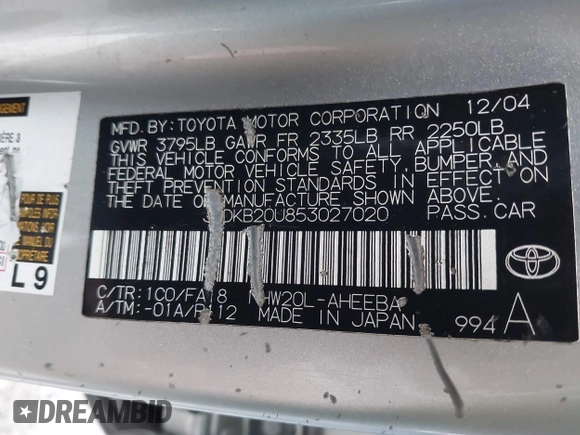 MFD. BY: TOYOTA MOTOR CORPORATION 12/04
GVWR 3795LB GAWR FR 2335LB RR 2250LB
THIS VEHICLE CONFORMS TO ALL APPLICABLE
FEDERAL MOTOR VEHICLE SAFETY, BUMPER, AND
THEFT PREVENTION STANDARDS IN EFFECT ON
THE DATE OF MANUFACTURE SHOWN ABOVE.
DKB20U853027020 PASS. CAR
C/TR: 1C0/FA18 NHW20L-AHEEBA
A/TM: -01A/P112 MADE IN JAPAN
994 A
L 9
DREAMBID